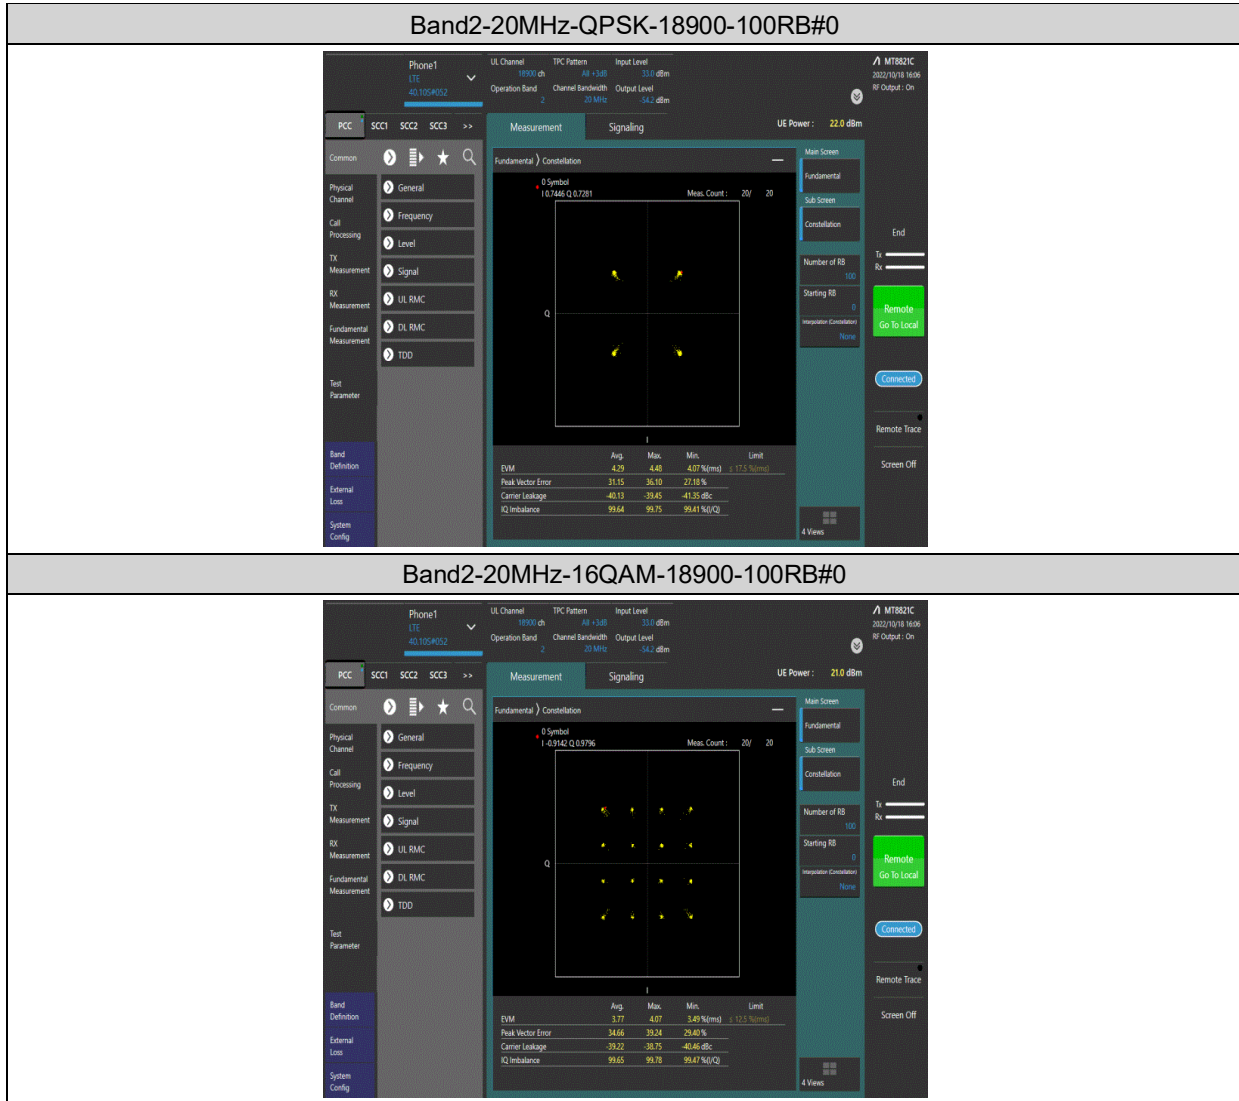 Band2-20MHz-QPSK-18900-100RB#0
Phone1
LTE
40.10S#052
UL Channel TPC Pattern Input Level
18900 ch All +3dB 33.0 dBm
Operation Band Channel Bandwidth Output Level
2 20 MHz -54.2 dBm
MT8821C
2022/10/18 16:06
RF Output : On
PCC SCC1 SCC2 SCC3 >>
Measurement Signaling
UE Power : 22.0 dBm
Common
Physical Channel
Call Processing
TX Measurement
RX Measurement
Fundamental Measurement
Test Parameter
Band Definition
External Loss
System Config
General
Frequency
Level
Signal
UL RMC
DL RMC
TDD
Fundamental Constellation
0 Symbol
I 0.7446 Q 0.7281 Meas. Count : 20/ 20
Q
I
Avg. Max. Min. Limit
EVM 4.29 4.48 4.07 %(rms) ≤ 17.5 %(rms)
Peak Vector Error 31.15 36.10 27.18 %
Carrier Leakage -40.13 -39.45 -41.35 dBc
IQ Imbalance 99.64 99.75 99.41 %(I/Q)
Main Screen
Fundamental
Sub Screen
Constellation
Number of RB
100
Starting RB
0
Interpolation (Constellation)
None
4 Views
End
Tx
Rx
Remote
Go To Local
Connected
Remote Trace
Screen Off
Band2-20MHz-16QAM-18900-100RB#0
Phone1
LTE
40.10S#052
UL Channel TPC Pattern Input Level
18900 ch All +3dB 33.0 dBm
Operation Band Channel Bandwidth Output Level
2 20 MHz -54.2 dBm
MT8821C
2022/10/18 16:06
RF Output : On
PCC SCC1 SCC2 SCC3 >>
Measurement Signaling
UE Power : 21.0 dBm
Common
Physical Channel
Call Processing
TX Measurement
RX Measurement
Fundamental Measurement
Test Parameter
Band Definition
External Loss
System Config
General
Frequency
Level
Signal
UL RMC
DL RMC
TDD
Fundamental Constellation
0 Symbol
I -0.9142 Q 0.9796 Meas. Count : 20/ 20
Q
I
Avg. Max. Min. Limit
EVM 3.77 4.07 3.49 %(rms) ≤ 12.5 %(rms)
Peak Vector Error 34.66 39.24 29.40 %
Carrier Leakage -39.22 -38.75 -40.46 dBc
IQ Imbalance 99.65 99.78 99.47 %(I/Q)
Main Screen
Fundamental
Sub Screen
Constellation
Number of RB
100
Starting RB
0
Interpolation (Constellation)
None
4 Views
End
Tx
Rx
Remote
Go To Local
Connected
Remote Trace
Screen Off